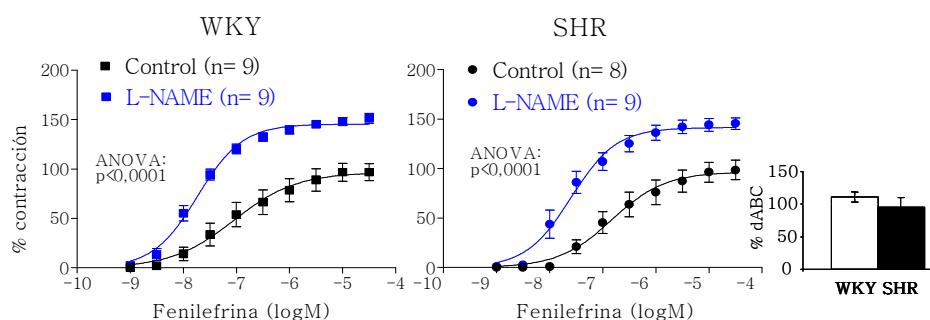 WKY
Control (n= 9)
L-NAME (n= 9)
ANOVA:
p<0,0001
% contracción
200
150
100
50
0
-10 -9 -8 -7 -6 -5 -4
Fenilefrina (logM)
SHR
Control (n= 8)
L-NAME (n= 9)
ANOVA:
p<0,0001
200
150
100
50
0
-10 -9 -8 -7 -6 -5 -4
Fenilefrina (logM)
% dABC
150
100
50
0
WKY SHR